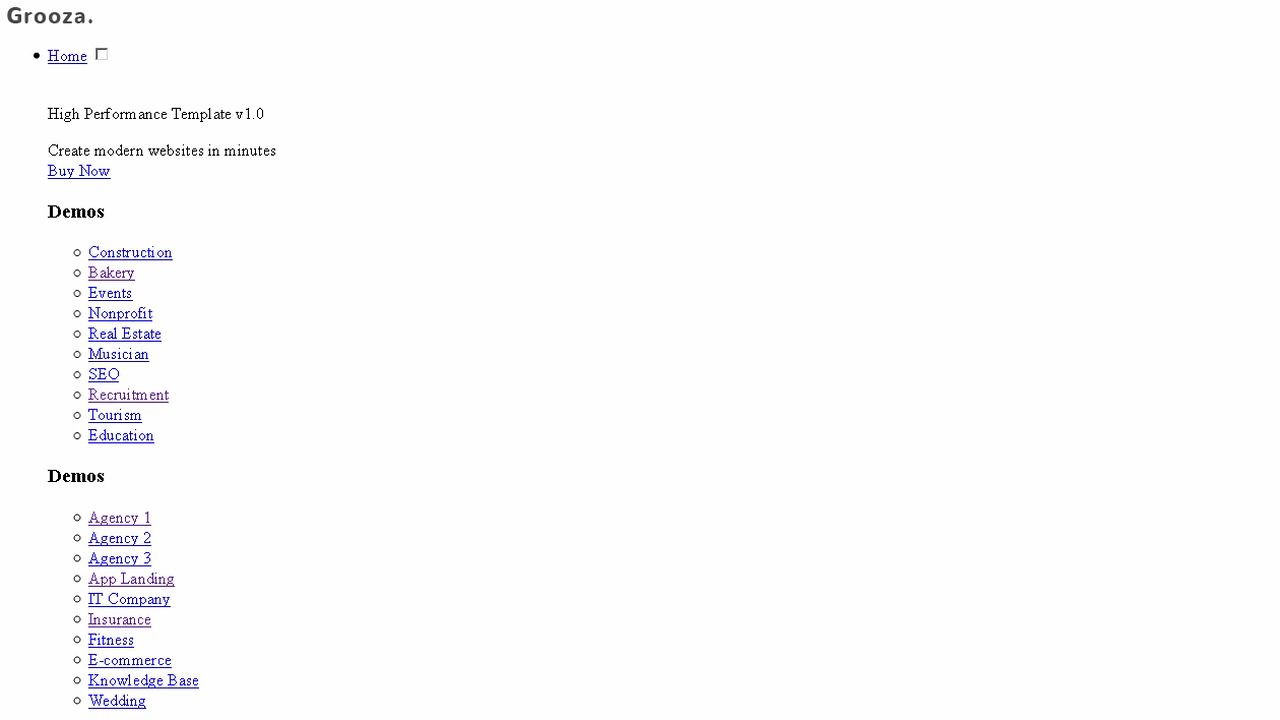 Grooza.
Home
High Performance Template v1.0
Create modern websites in minutes
Buy Now
Demos
Construction
Bakery
Events
Nonprofit
Real Estate
Musician
SEO
Recruitment
Tourism
Education
Demos
Agency 1
Agency 2
Agency 3
App Landing
IT Company
Insurance
Fitness
E-commerce
Knowledge Base
Wedding